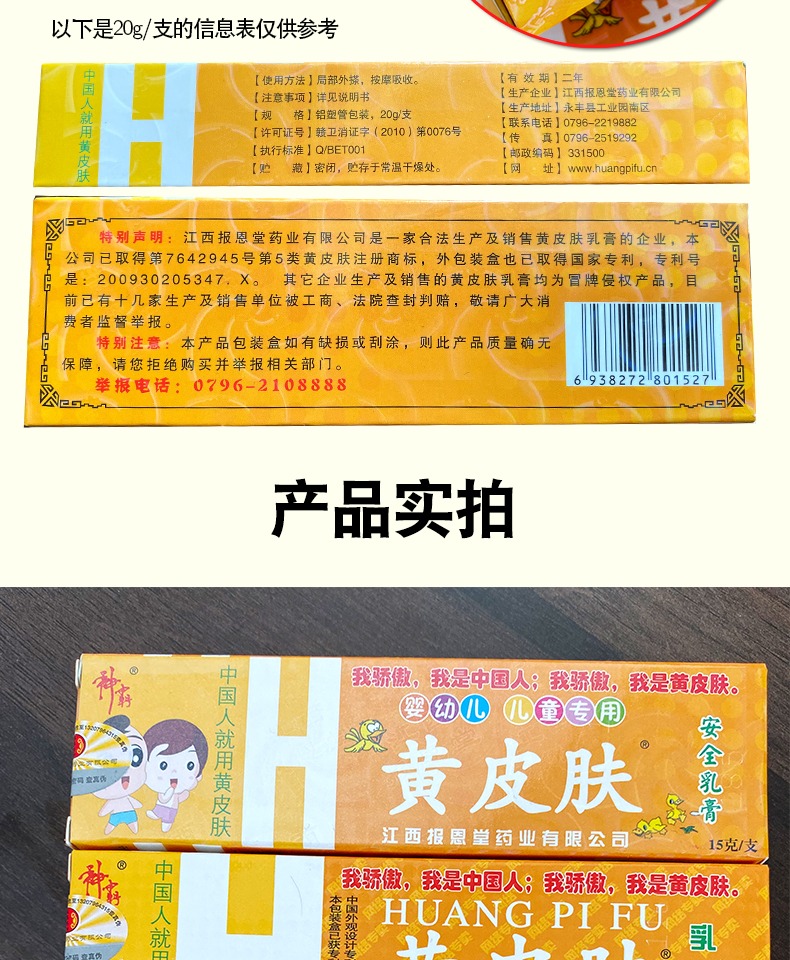 以下是20g/支的信息表仅供参考
中国人就用黄皮肤
H
【使用方法】局部外搽，按摩吸收。
【注意事项】详见说明书
【规 格】铝塑管包装，20g/支
【许可证号】赣卫消证字（2010）第0076号
【执行标准】Q/BET001
【贮 藏】密闭，贮存于常温干燥处。
【有 效 期】二年
【生产企业】江西报恩堂药业有限公司
【生产地址】永丰县工业园南区
【联系电话】0796-2219882
【传 真】0796-2519292
【邮政编码】331500
【网 址】www.huangpifu.cn
特别声明：江西报恩堂药业有限公司是一家合法生产及销售黄皮肤乳膏的企业，本
公司已取得第7642945号第5类黄皮肤注册商标，外包装盒也已取得国家专利，专利号
是：200930205347.X。 其它企业生产及销售的黄皮肤乳膏均为冒牌侵权产品，目
前已有十几家生产及销售单位被工商、法院查封判赔，敬请广大消
费者监督举报。
特别注意：本产品包装盒如有缺损或刮涂，则此产品质量确无
保障，请您拒绝购买并举报相关部门。
举报电话：0796-2108888
6 938272 801527
产品实拍
®
中国人就用黄皮肤
H
我骄傲，我是中国人；我骄傲，我是黄皮肤。
婴幼儿 儿童专用
黄皮肤®
安全乳膏
江西报恩堂药业有限公司
15克/支
®
中国人就用
我骄傲，我是中国人；我骄傲，我是黄皮肤。
HUANG PI FU
黄皮肤®
乳
中国外观设计专
本包装盒已获专